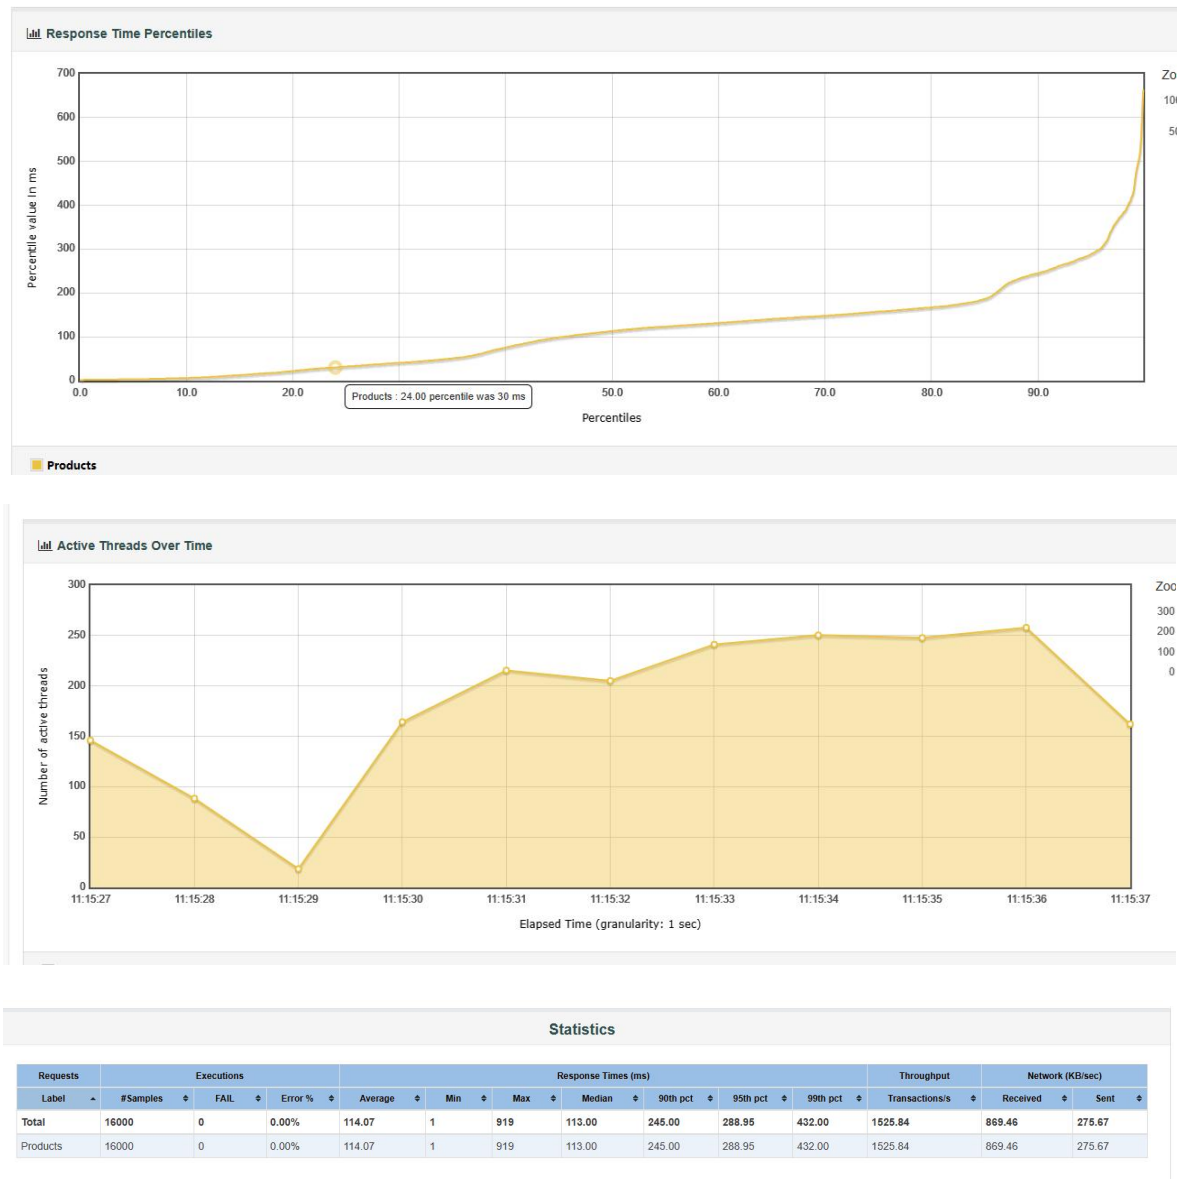 Response Time Percentiles
Zo
700
600
500
400
300
200
100
0
100
50
Percentile value In ms
0.0 10.0 20.0 50.0 60.0 70.0 80.0 90.0
Products : 24.00 percentile was 30 ms
Percentiles
Products
Active Threads Over Time
Zoo
300
250
200
150
100
50
0
300
200
100
0
Number of active threads
11:15:27 11:15:28 11:15:29 11:15:30 11:15:31 11:15:32 11:15:33 11:15:34 11:15:35 11:15:36 11:15:37
Elapsed Time (granularity: 1 sec)
Statistics
Requests Executions Response Times (ms) Throughput Network (KB/sec)
Label #Samples FAIL Error % Average Min Max Median 90th pct 95th pct 99th pct Transactions/s Received Sent
Total 16000 0 0.00% 114.07 1 919 113.00 245.00 288.95 432.00 1525.84 869.46 275.67
Products 16000 0 0.00% 114.07 1 919 113.00 245.00 288.95 432.00 1525.84 869.46 275.67